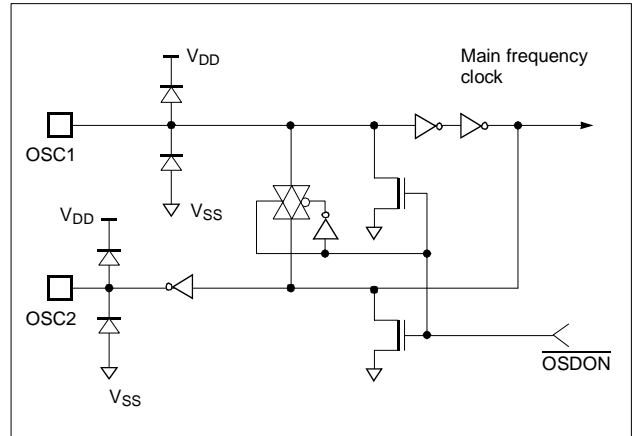 VDD
Main frequency
clock
OSC1
VSS
VDD
OSC2
OSDON
VSS